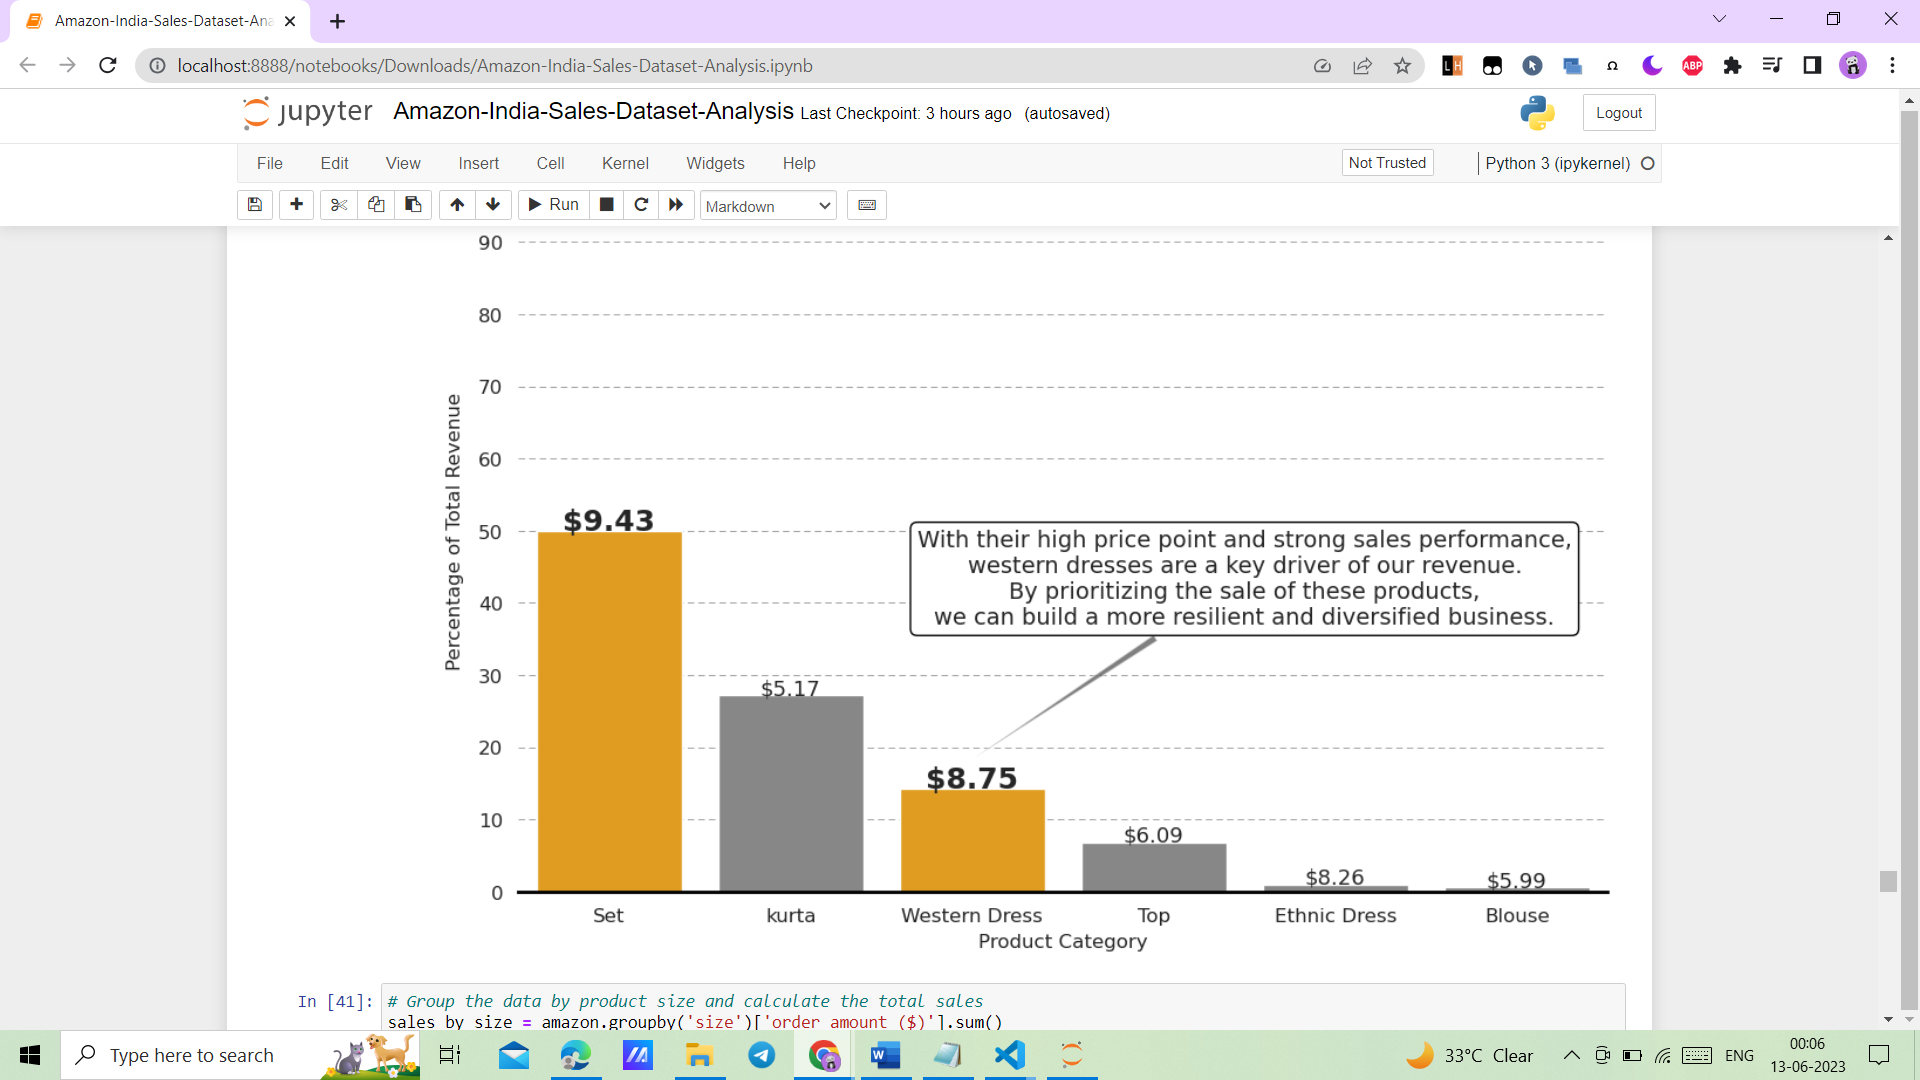 Amazon-India-Sales-Dataset-Ana
localhost:8888/notebooks/Downloads/Amazon-India-Sales-Dataset-Analysis.ipynb
LH
ABP
jupyter Amazon-India-Sales-Dataset-Analysis Last Checkpoint: 3 hours ago (autosaved)
Logout
File Edit View Insert Cell Kernel Widgets Help
Not Trusted
Python 3 (ipykernel)
Run
Markdown
90
80
70
60
50
40
30
20
10
0
Percentage of Total Revenue
$9.43
$5.17
$8.75
$6.09
$8.26
$5.99
With their high price point and strong sales performance,
western dresses are a key driver of our revenue.
By prioritizing the sale of these products,
we can build a more resilient and diversified business.
Set kurta Western Dress Top Ethnic Dress Blouse
Product Category
In [41]:
# Group the data by product size and calculate the total sales
sales_by_size = amazon.groupby('size')['order_amount_($)'].sum()
Type here to search
33°C Clear
ENG
00:06
13-06-2023